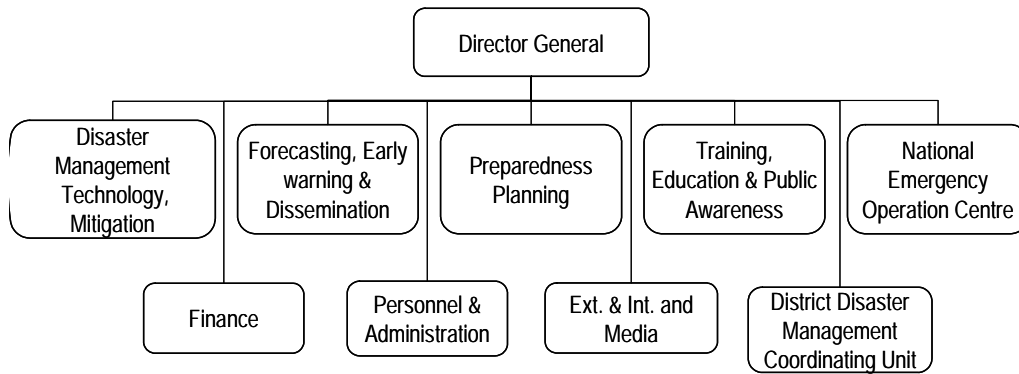 Director General
Disaster
Management
Technology,
Mitigation
Forecasting, Early
warning &
Dissemination
Preparedness
Planning
Training,
Education & Public
Awareness
National
Emergency
Operation Centre
Finance
Personnel &
Administration
Ext. & Int. and
Media
District Disaster
Management
Coordinating Unit